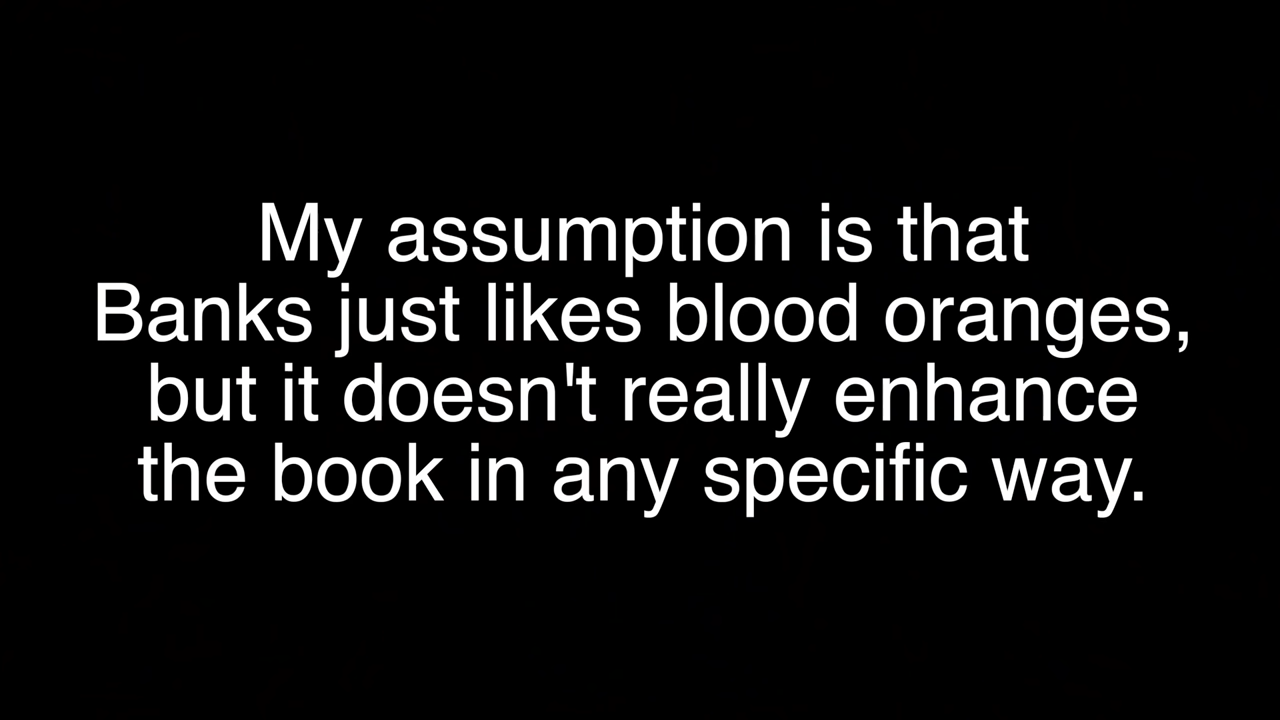 My assumption is that
Banks just likes blood oranges,
but it doesn't really enhance
the book in any specific way.